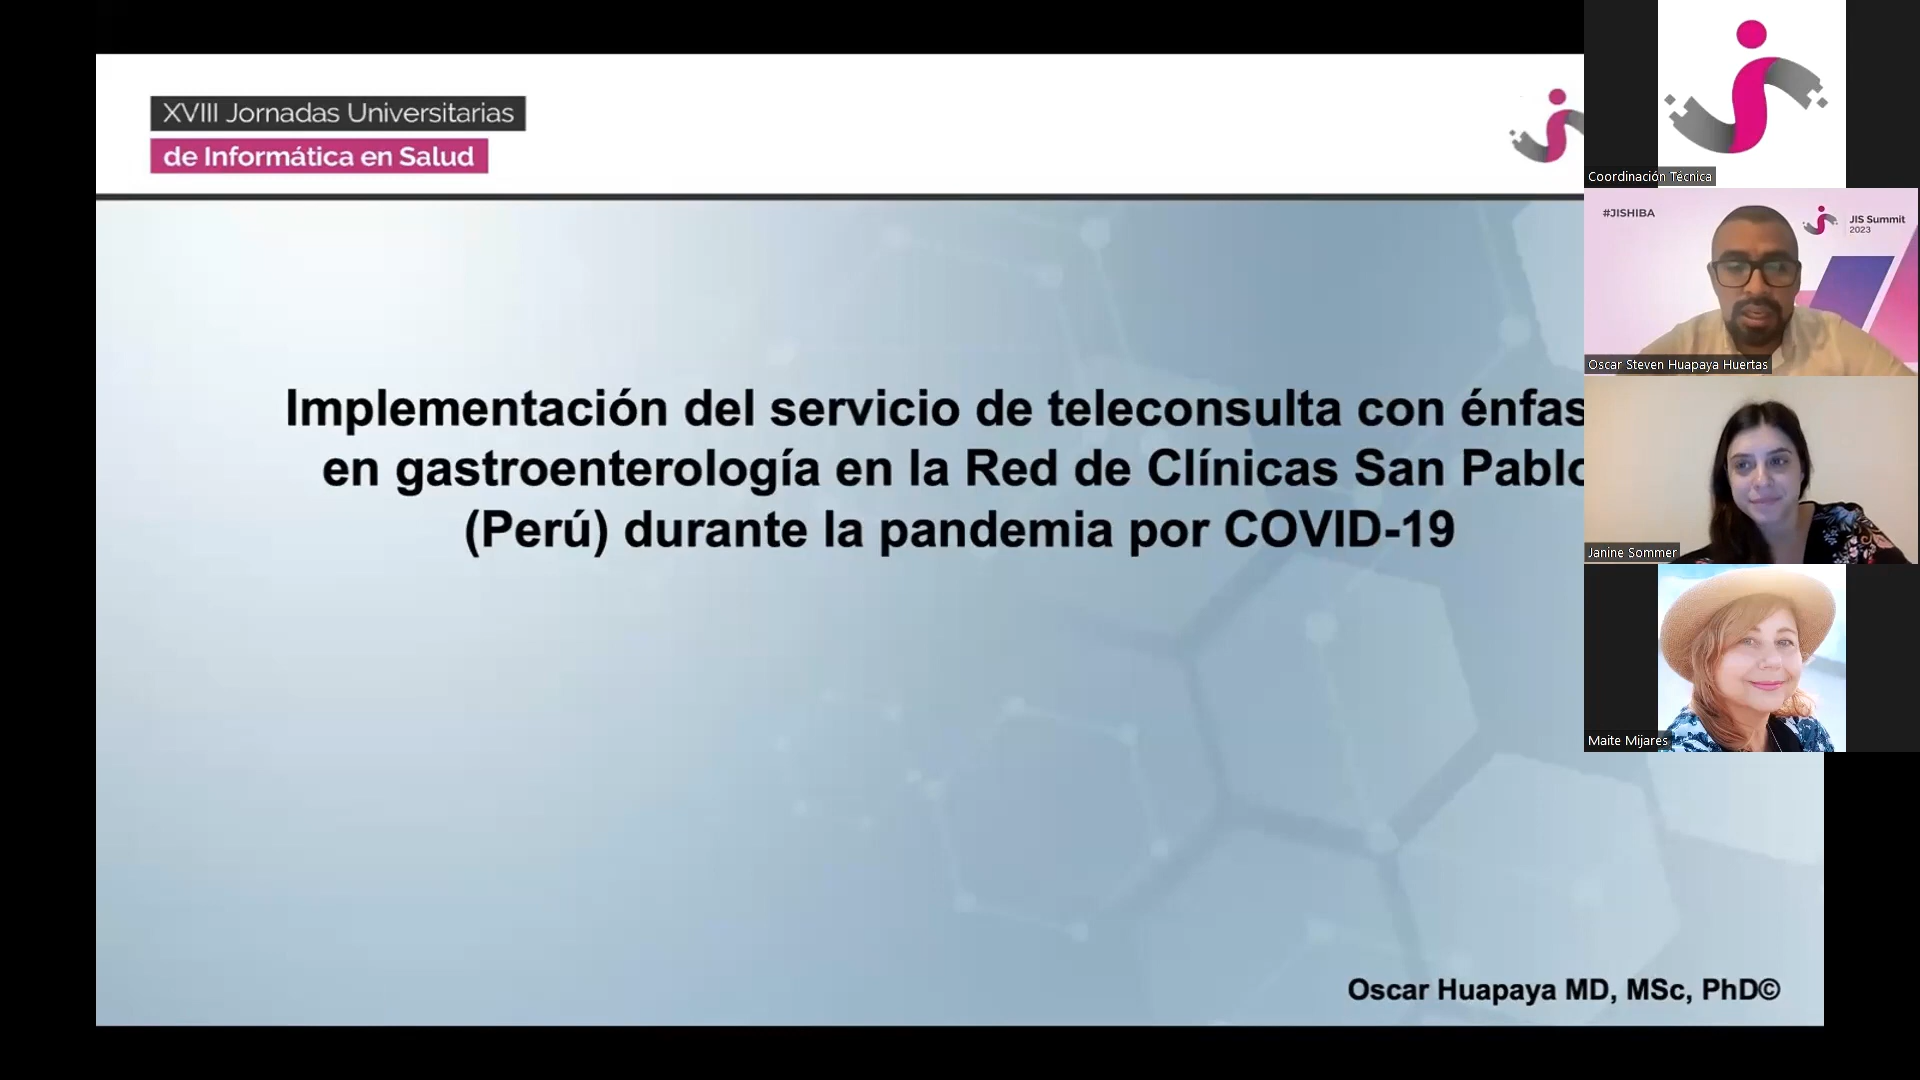 XVIII Jornadas Universitarias
de Informática en Salud
Implementación del servicio de teleconsulta con énfas
en gastroenterología en la Red de Clínicas San Pablo
(Perú) durante la pandemia por COVID-19
Oscar Huapaya MD, MSc, PhD©
Coordinación Técnica
#JISHIBA
JIS Summit
2023
Oscar Steven Huapaya Huertas
Janine Sommer
Maite Mijares